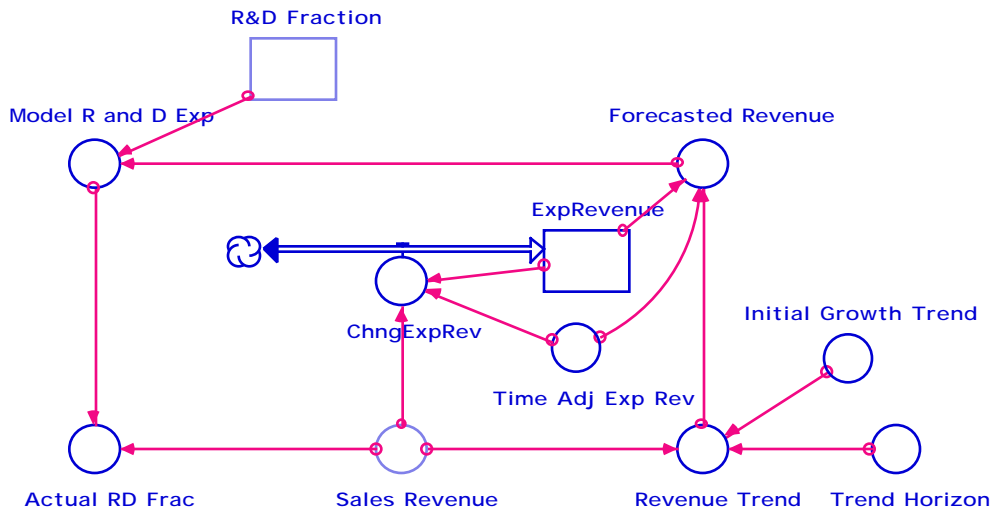 R&D Fraction
Model R and D Exp
Forecasted Revenue
ExpRevenue
Initial Growth Trend
ChngExpRev
Time Adj Exp Rev
Actual RD Frac
Sales Revenue
Revenue Trend
Trend Horizon